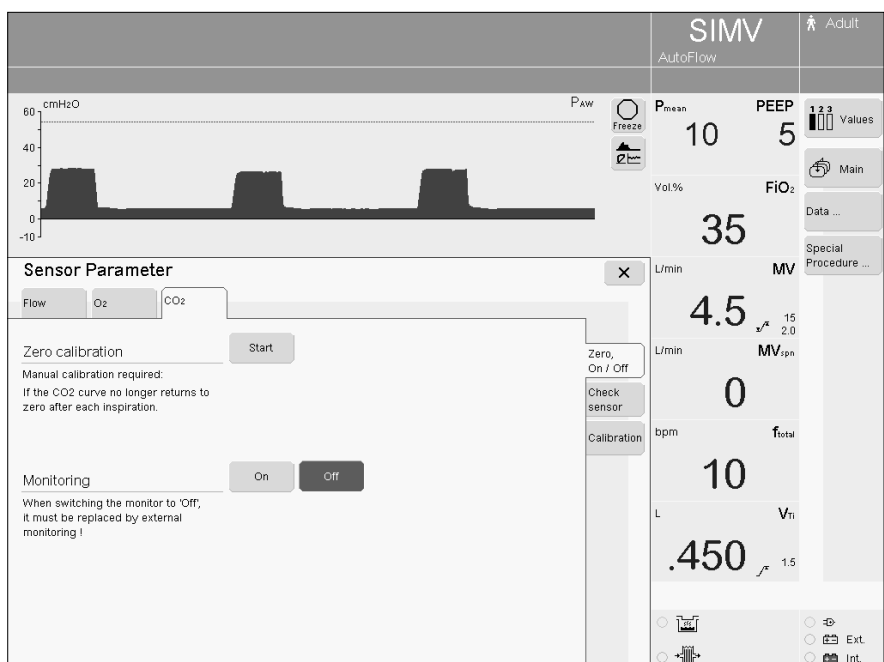 SIMV
AutoFlow
Adult
cmH2O
PAW
60
40
20
0
-10
Freeze
Pmean
PEEP
10
5
Vol.%
FiO2
35
L/min
MV
4.5
15
2.0
L/min
MVspn
0
bpm
ftotal
10
L
VTi
.450
1.5
1 2 3
Values
Main
Data ...
Special
Procedure ...
Sensor Parameter
Flow
O2
CO2
Zero calibration
Start
Manual calibration required:
If the CO2 curve no longer returns to
zero after each inspiration.
Monitoring
On
Off
When switching the monitor to 'Off',
it must be replaced by external
monitoring !
Zero,
On / Off
Check
sensor
Calibration
Ext.
Int.